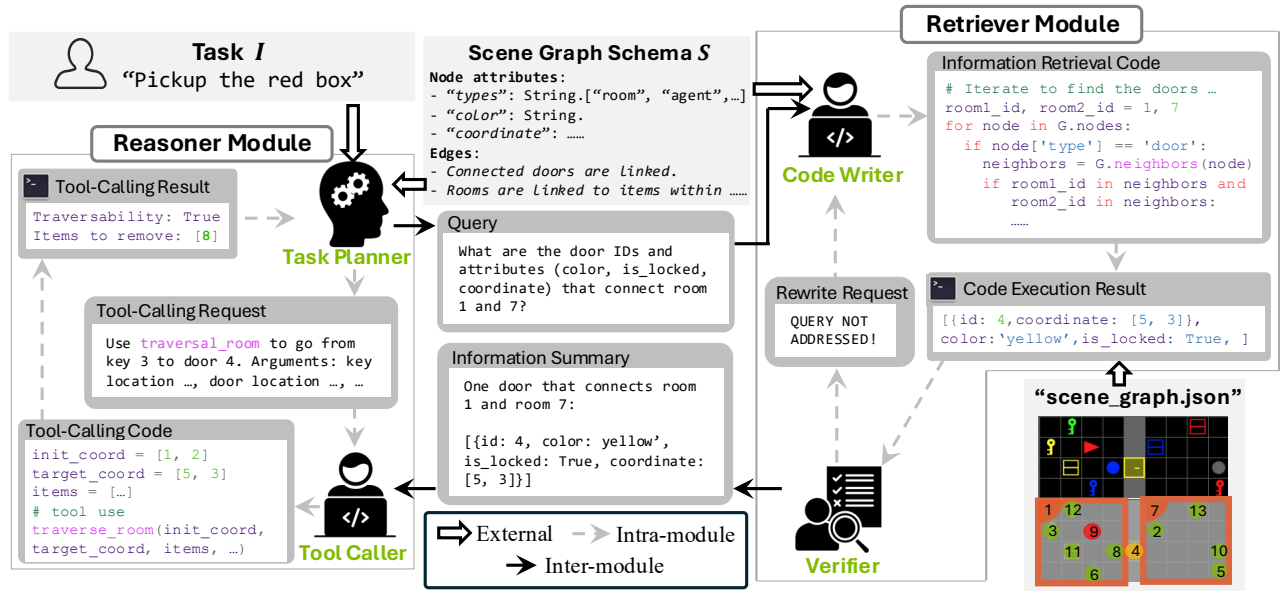 Task I
“Pickup the red box”
Scene Graph Schema S
Node attributes:
- “types”: String.[“room”, “agent”,…]
- “color”: String.
- “coordinate”: ……
Edges:
- Connected doors are linked.
- Rooms are linked to items within ……
Retriever Module
Information Retrieval Code
# Iterate to find the doors …
room1_id, room2_id = 1, 7
for node in G.nodes:
if node['type'] == 'door':
neighbors = G.neighbors(node)
if room1_id in neighbors and
room2_id in neighbors:
……
Code Writer
Reasoner Module
Tool-Calling Result
Traversability: True
Items to remove: [8]
Task Planner
Query
What are the door IDs and
attributes (color, is_locked,
coordinate) that connect room
1 and 7?
Rewrite Request
QUERY NOT
ADDRESSED!
Code Execution Result
[{id: 4,coordinate: [5, 3]},
color:‘yellow’,is_locked: True, ]
Tool-Calling Request
Use traversal_room to go from
key 3 to door 4. Arguments: key
location …, door location …, …
Information Summary
One door that connects room
1 and room 7:
[{id: 4, color: yellow’,
is_locked: True, coordinate:
[5, 3]}]
“scene_graph.json”
Tool-Calling Code
init_coord = [1, 2]
target_coord = [5, 3]
items = […]
# tool use
traverse_room(init_coord,
target_coord, items, …)
Tool Caller
Verifier
External
Intra-module
Inter-module
1 12 7 13
3 9 2
11 8 4 10
6 5